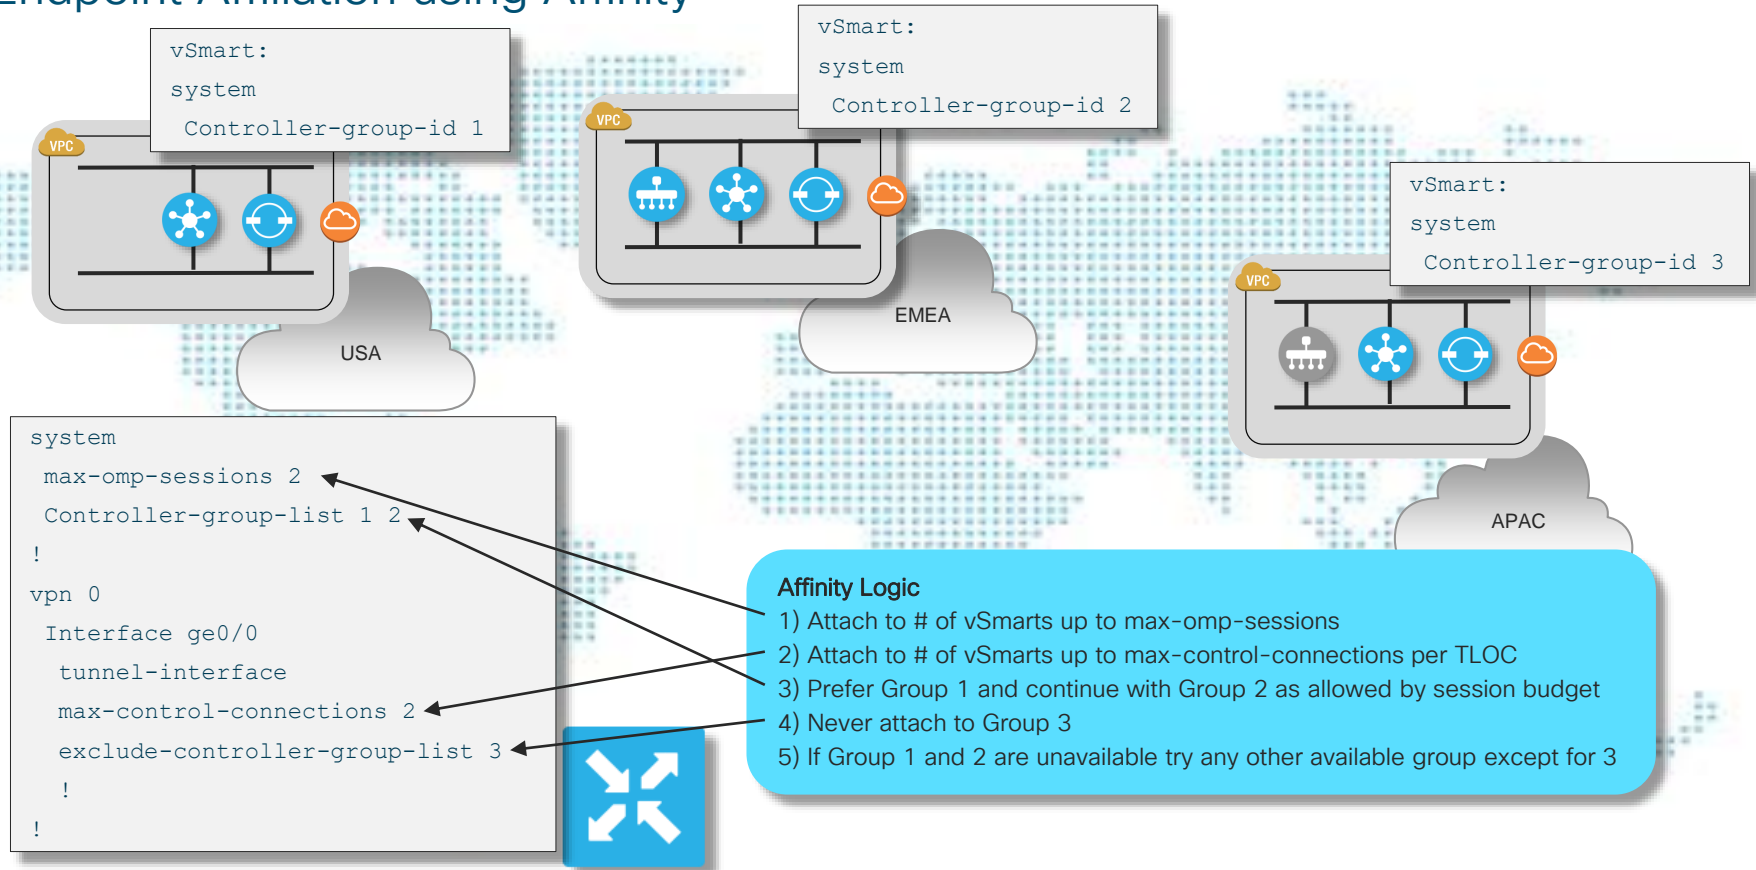 Endpoint Affiliation using Affinity
vSmart:
system
Controller-group-id 1
VPC
USA
vSmart:
system
Controller-group-id 2
VPC
EMEA
vSmart:
system
Controller-group-id 3
VPC
APAC
system
max-omp-sessions 2
Controller-group-list 1 2
!
vpn 0
Interface ge0/0
tunnel-interface
max-control-connections 2
exclude-controller-group-list 3
!
!
Affinity Logic
1) Attach to # of vSmarts up to max-omp-sessions
2) Attach to # of vSmarts up to max-control-connections per TLOC
3) Prefer Group 1 and continue with Group 2 as allowed by session budget
4) Never attach to Group 3
5) If Group 1 and 2 are unavailable try any other available group except for 3